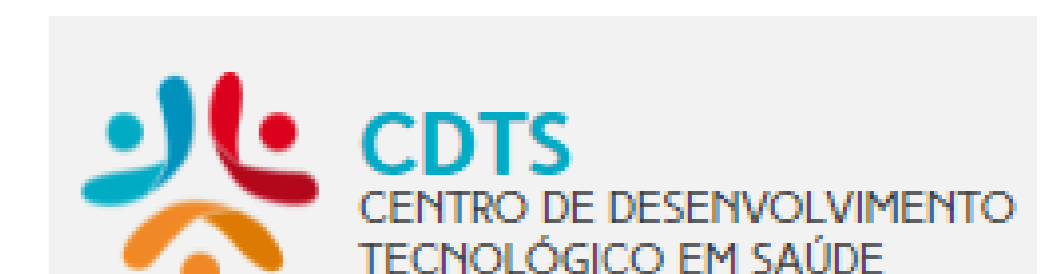 CDTS
CENTRO DE DESENVOLVIMENTO
TECNOLÓGICO EM SAÚDE